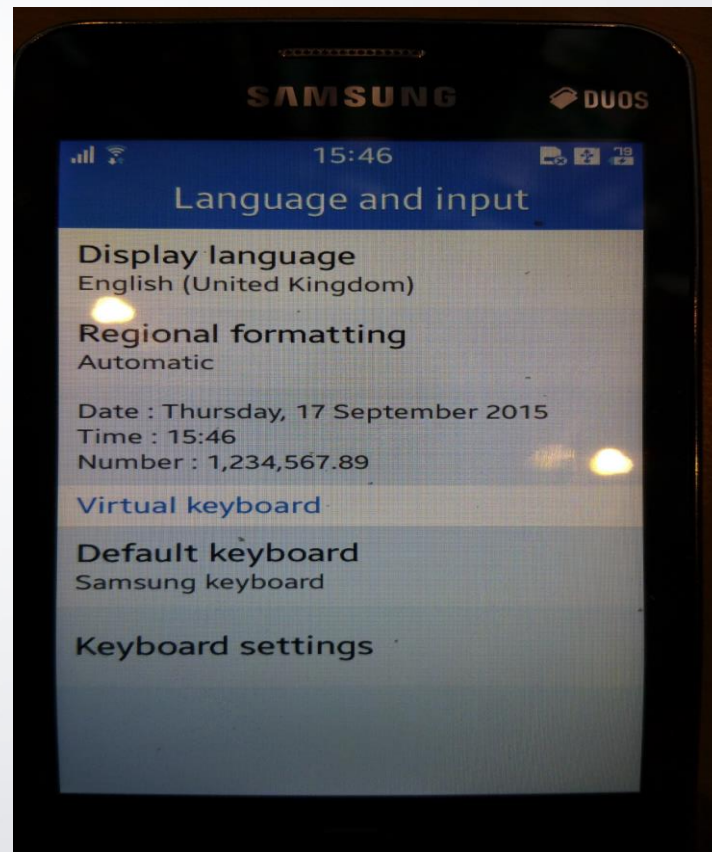 SAMSUNG
DUOS
15:46
Language and input
Display language
English (United Kingdom)
Regional formatting
Automatic
Date : Thursday, 17 September 2015
Time : 15:46
Number : 1,234,567.89
Virtual keyboard
Default keyboard
Samsung keyboard
Keyboard settings